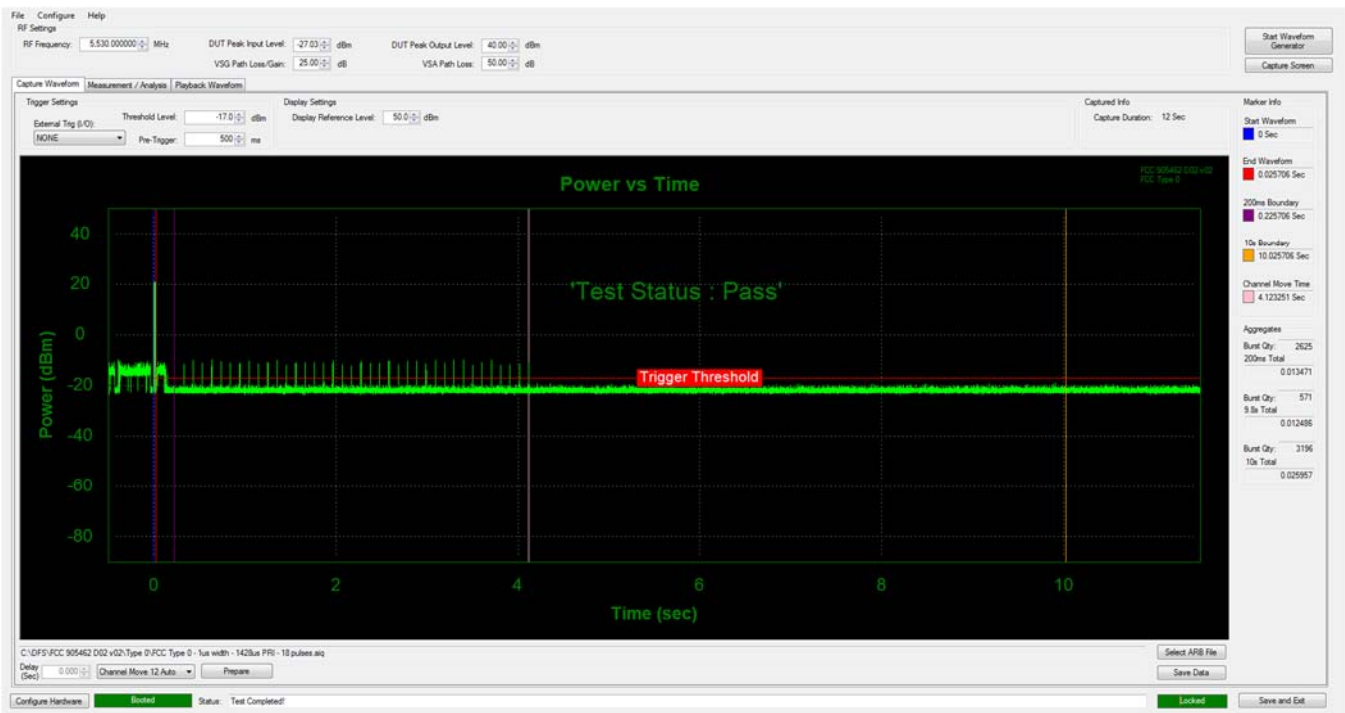 File Configure Help
RF Settings
RF Frequency: 5.530.000000 MHz DUT Peak Input Level: -27.03 dBm DUT Peak Output Level: 40.00 dBm
VSG Path Loss/Gain: 25.00 dB VSA Path Loss: 50.00 dB
Start Waveform Generator
Capture Screen
Capture Waveform Measurement / Analysis Playback Waveform
Trigger Settings
External Trig (I/O): Threshold Level: -17.0 dBm
NONE Pre-Trigger: 500 ms
Display Settings
Display Reference Level: 50.0 dBm
Captured Info
Capture Duration: 12 Sec
Power vs Time
FCC 905462 D02 v02
FCC Type 0
'Test Status : Pass'
Trigger Threshold
Power (dBm)
40
20
0
-20
-40
-60
-80
0 2 4 6 8 10
Time (sec)
Marker Info
Start Waveform
0 Sec
End Waveform
0.025706 Sec
200ms Boundary
0.225706 Sec
10s Boundary
10.025706 Sec
Channel Move Time
4.123251 Sec
Aggregates
Burst Qty: 2625
200ms Total
0.013471
Burst Qty: 571
9.8s Total
0.012486
Burst Qty: 3196
10s Total
0.025957
C:\DFS\FCC 905462 D02 v02\Type 0\FCC Type 0 - 1us width - 1428us PRI - 18 pulses.aiq
Select ARB File
Delay (Sec) 0.000 Channel Move 12 Auto Prepare
Save Data
Configure Hardware Booted Status: Test Completed! Locked Save and Exit